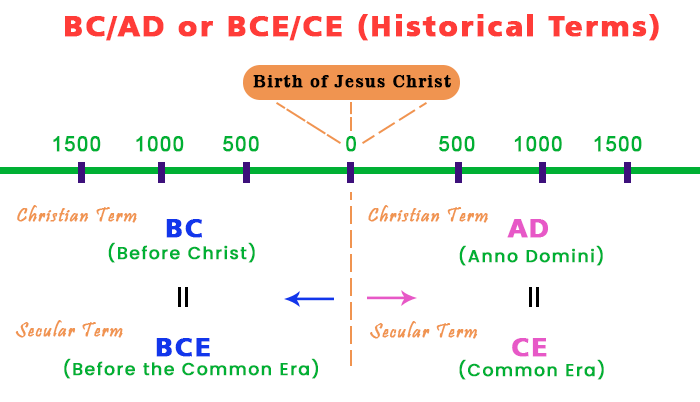 BC/AD or BCE/CE (Historical Terms)
Birth of Jesus Christ
1500 1000 500 0 500 1000 1500
Christian Term
BC
(Before Christ)
Christian Term
AD
(Anno Domini)
Secular Term
BCE
(Before the Common Era)
Secular Term
CE
(Common Era)